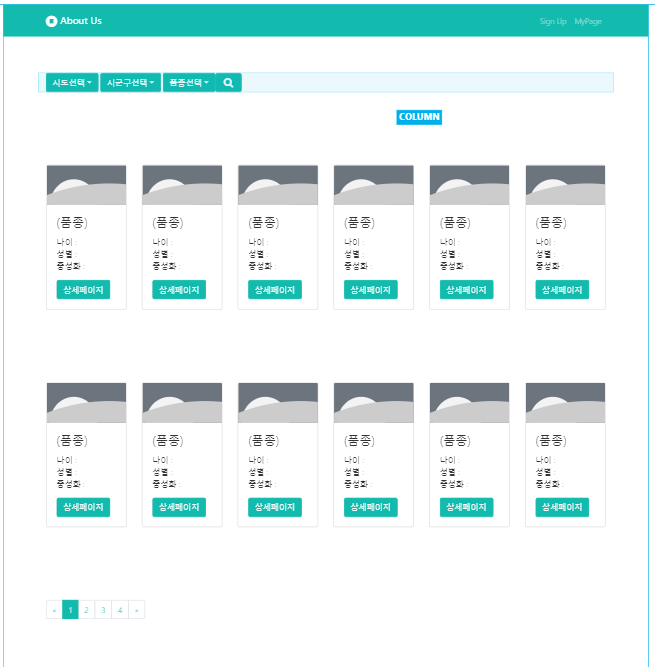 About Us
Sign Up MyPage
시도선택 시군구선택 품종선택
COLUMN
(품종) (품종) (품종) (품종) (품종) (품종)
나이 : 나이 : 나이 : 나이 : 나이 : 나이 :
성별 : 성별 : 성별 : 성별 : 성별 : 성별 :
중성화 : 중성화 : 중성화 : 중성화 : 중성화 : 중성화 :
상세페이지 상세페이지 상세페이지 상세페이지 상세페이지 상세페이지
(품종) (품종) (품종) (품종) (품종) (품종)
나이 : 나이 : 나이 : 나이 : 나이 : 나이 :
성별 : 성별 : 성별 : 성별 : 성별 : 성별 :
중성화 : 중성화 : 중성화 : 중성화 : 중성화 : 중성화 :
상세페이지 상세페이지 상세페이지 상세페이지 상세페이지 상세페이지
« 1 2 3 4 »